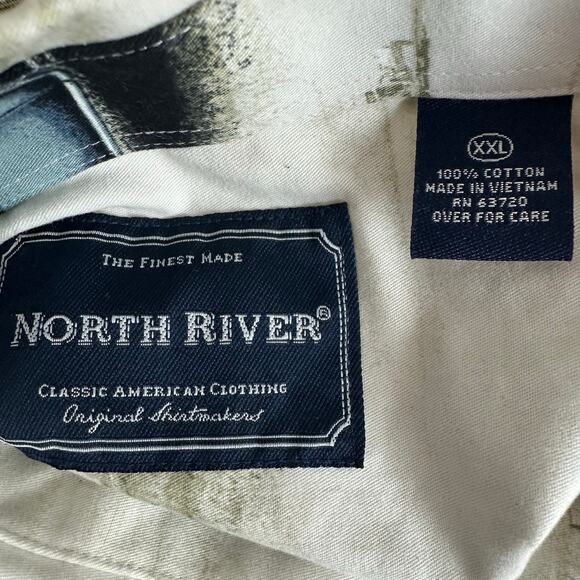 XXL
100% COTTON
MADE IN VIETNAM
RN 63720
OVER FOR CARE
THE FINEST MADE
NORTH RIVER®
CLASSIC AMERICAN CLOTHING
Original Shirtmakers